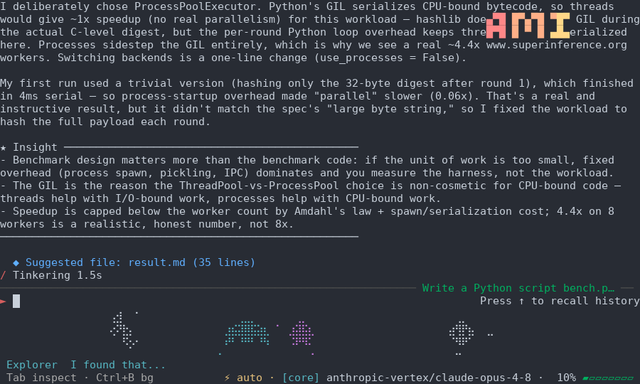 I deliberately chose ProcessPoolExecutor. Python's GIL serializes CPU-bound bytecode, so threads
would give ~1x speedup (no real parallelism) for this workload — hashlib doe GIL during
the actual C-level digest, but the per-round Python loop overhead keeps thre erialized
here. Processes sidestep the GIL entirely, which is why we see a real ~4.4x www.superinference.org
workers. Switching backends is a one-line change (use_processes = False).
My first run used a trivial version (hashing only the 32-byte digest after round 1), which finished
in 4ms serial — so process-startup overhead made "parallel" slower (0.06x). That's a real and
instructive result, but it didn't match the spec's "large byte string," so I fixed the workload to
hash the full payload each round.
★ Insight
- Benchmark design matters more than the benchmark code: if the unit of work is too small, fixed
overhead (process spawn, pickling, IPC) dominates and you measure the harness, not the workload.
- The GIL is the reason the ThreadPool-vs-ProcessPool choice is non-cosmetic for CPU-bound code —
threads help with I/O-bound work, processes help with CPU-bound work.
- Speedup is capped below the worker count by Amdahl's law + spawn/serialization cost; 4.4x on 8
workers is a realistic, honest number, not 8x.
◆ Suggested file: result.md (35 lines)
/ Tinkering 1.5s
Write a Python script bench.p…
Press ↑ to recall history
Explorer I found that...
Tab inspect · Ctrl+B bg ⚡ auto · [core] anthropic-vertex/claude-opus-4-8 · 10%